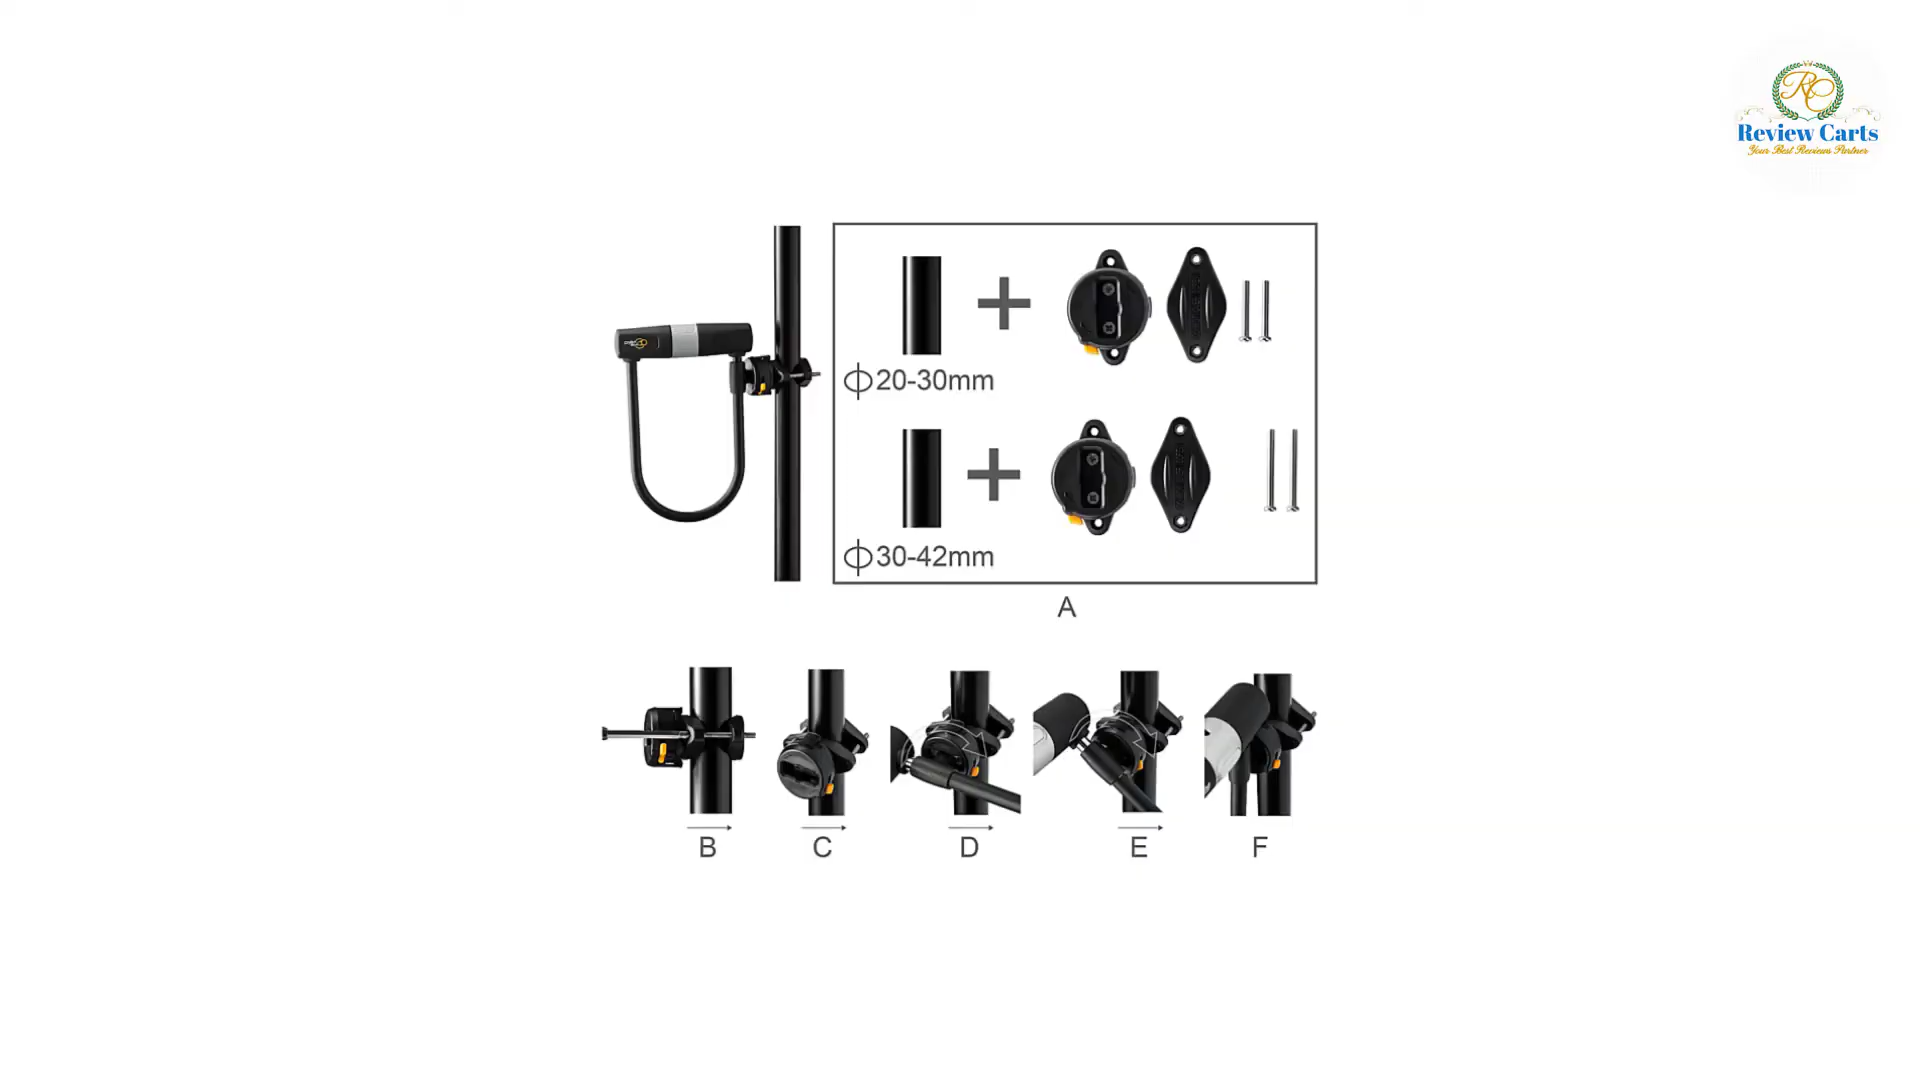 Review Carts
Your Best Reviews Partner
ϕ20-30mm
ϕ30-42mm
A
B
C
D
E
F